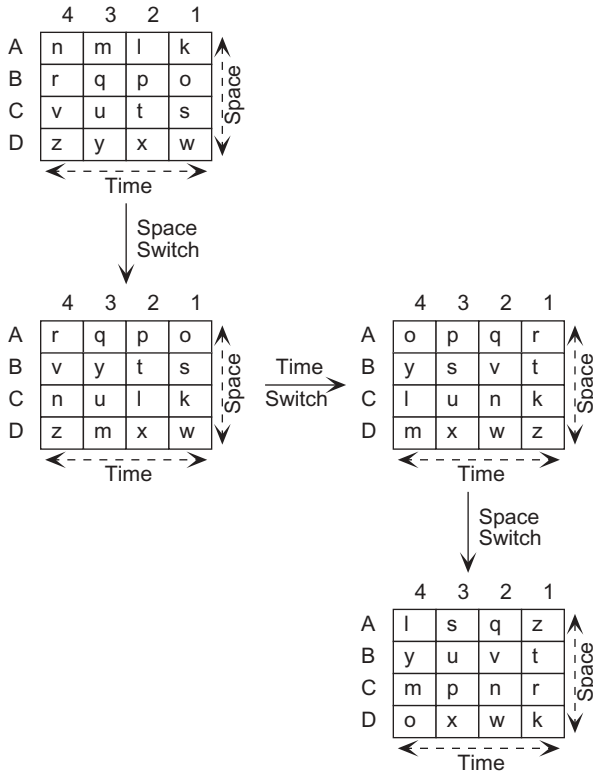 4 3 2 1
A n m l k
B r q p o
C v u t s
D z y x w
Space
Time
Space
Switch
4 3 2 1
A r q p o
B v y t s
C n u l k
D z m x w
Space
Time
Time
Switch
4 3 2 1
A o p q r
B y s v t
C l u n k
D m x w z
Space
Time
Space
Switch
4 3 2 1
A l s q z
B y u v t
C m p n r
D o x w k
Space
Time